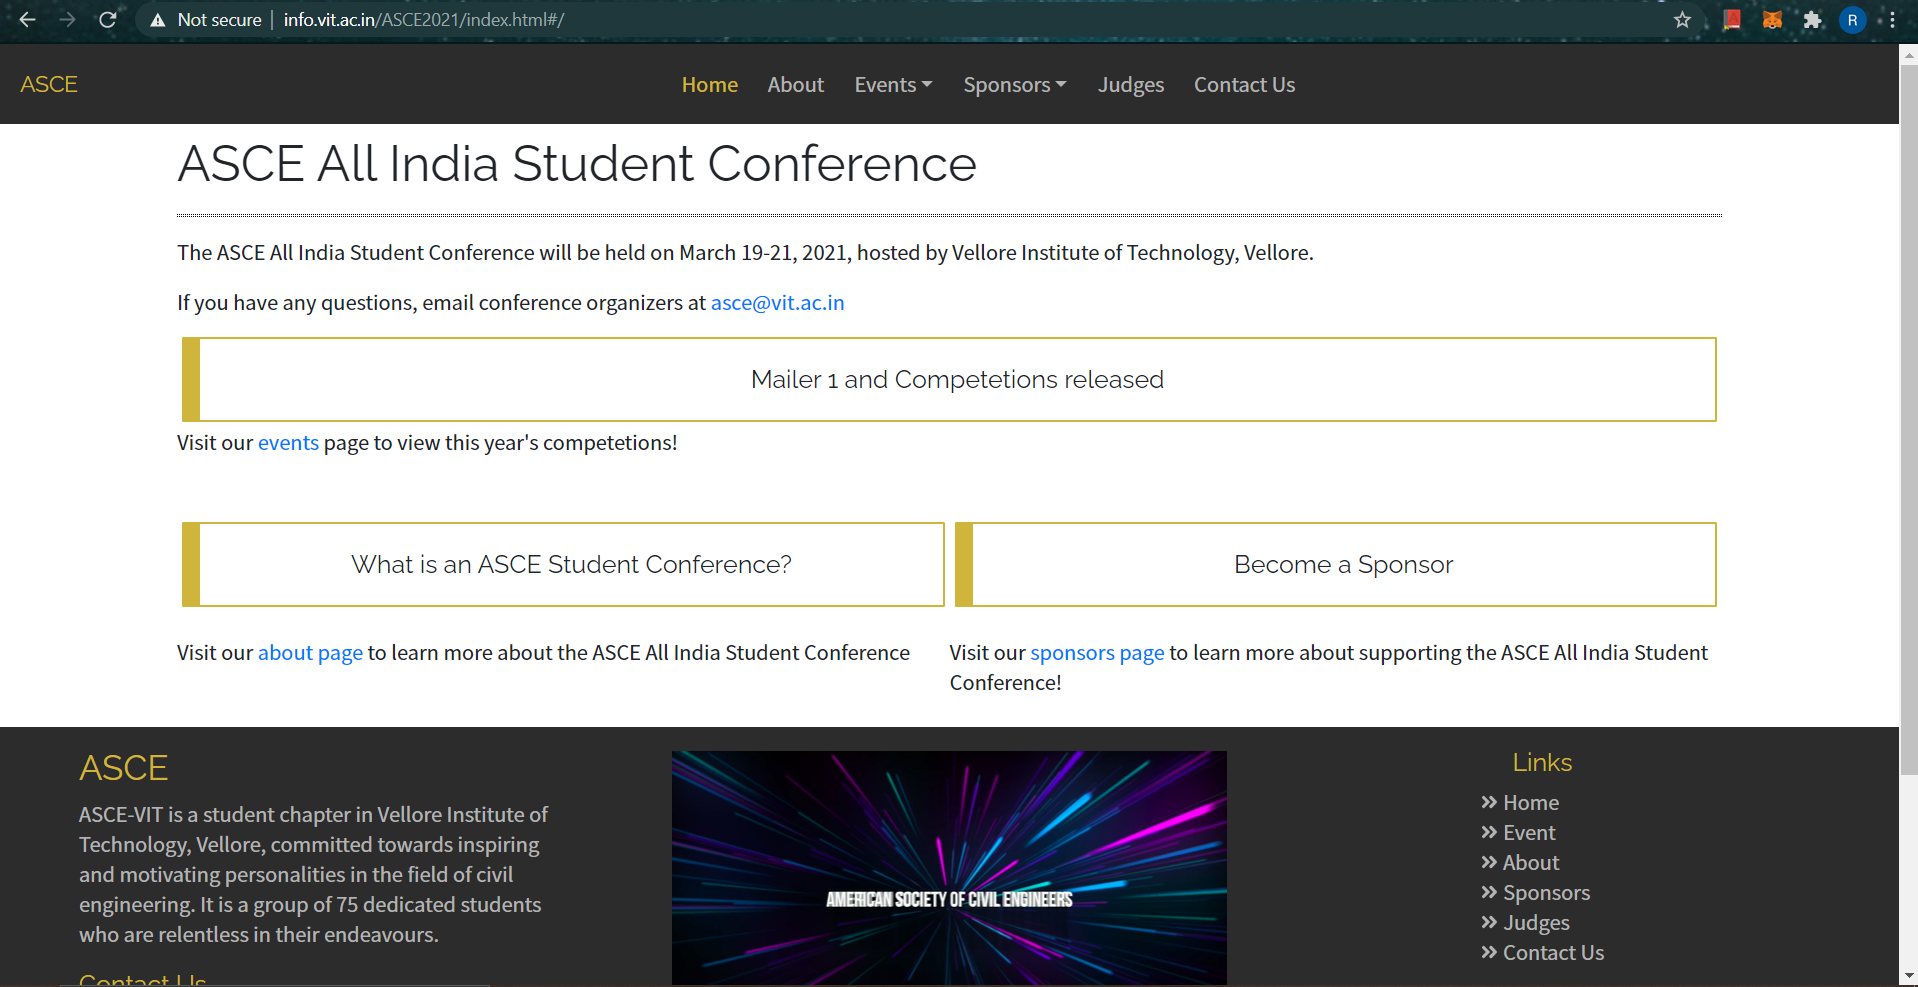 Not secure info.vit.ac.in/ASCE2021/index.html#/
R
ASCE Home About Events Sponsors Judges Contact Us
ASCE All India Student Conference
The ASCE All India Student Conference will be held on March 19-21, 2021, hosted by Vellore Institute of Technology, Vellore.
If you have any questions, email conference organizers at asce@vit.ac.in
Mailer 1 and Competetions released
Visit our events page to view this year's competetions!
What is an ASCE Student Conference?
Visit our about page to learn more about the ASCE All India Student Conference
Become a Sponsor
Visit our sponsors page to learn more about supporting the ASCE All India Student
Conference!
ASCE
ASCE-VIT is a student chapter in Vellore Institute of
Technology, Vellore, committed towards inspiring
and motivating personalities in the field of civil
engineering. It is a group of 75 dedicated students
who are relentless in their endeavours.
Contact Us
AMERICAN SOCIETY OF CIVIL ENGINEERS
Links
Home
Event
About
Sponsors
Judges
Contact Us